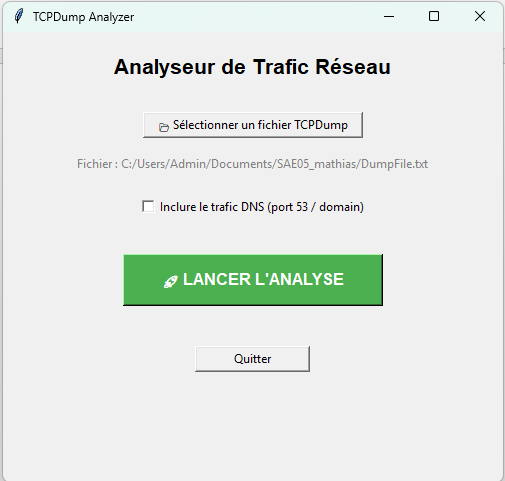 TCPDump Analyzer
Analyseur de Trafic Réseau
Sélectionner un fichier TCPDump
Fichier : C:/Users/Admin/Documents/SAE05_mathias/DumpFile.txt
Inclure le trafic DNS (port 53 / domain)
LANCER L'ANALYSE
Quitter